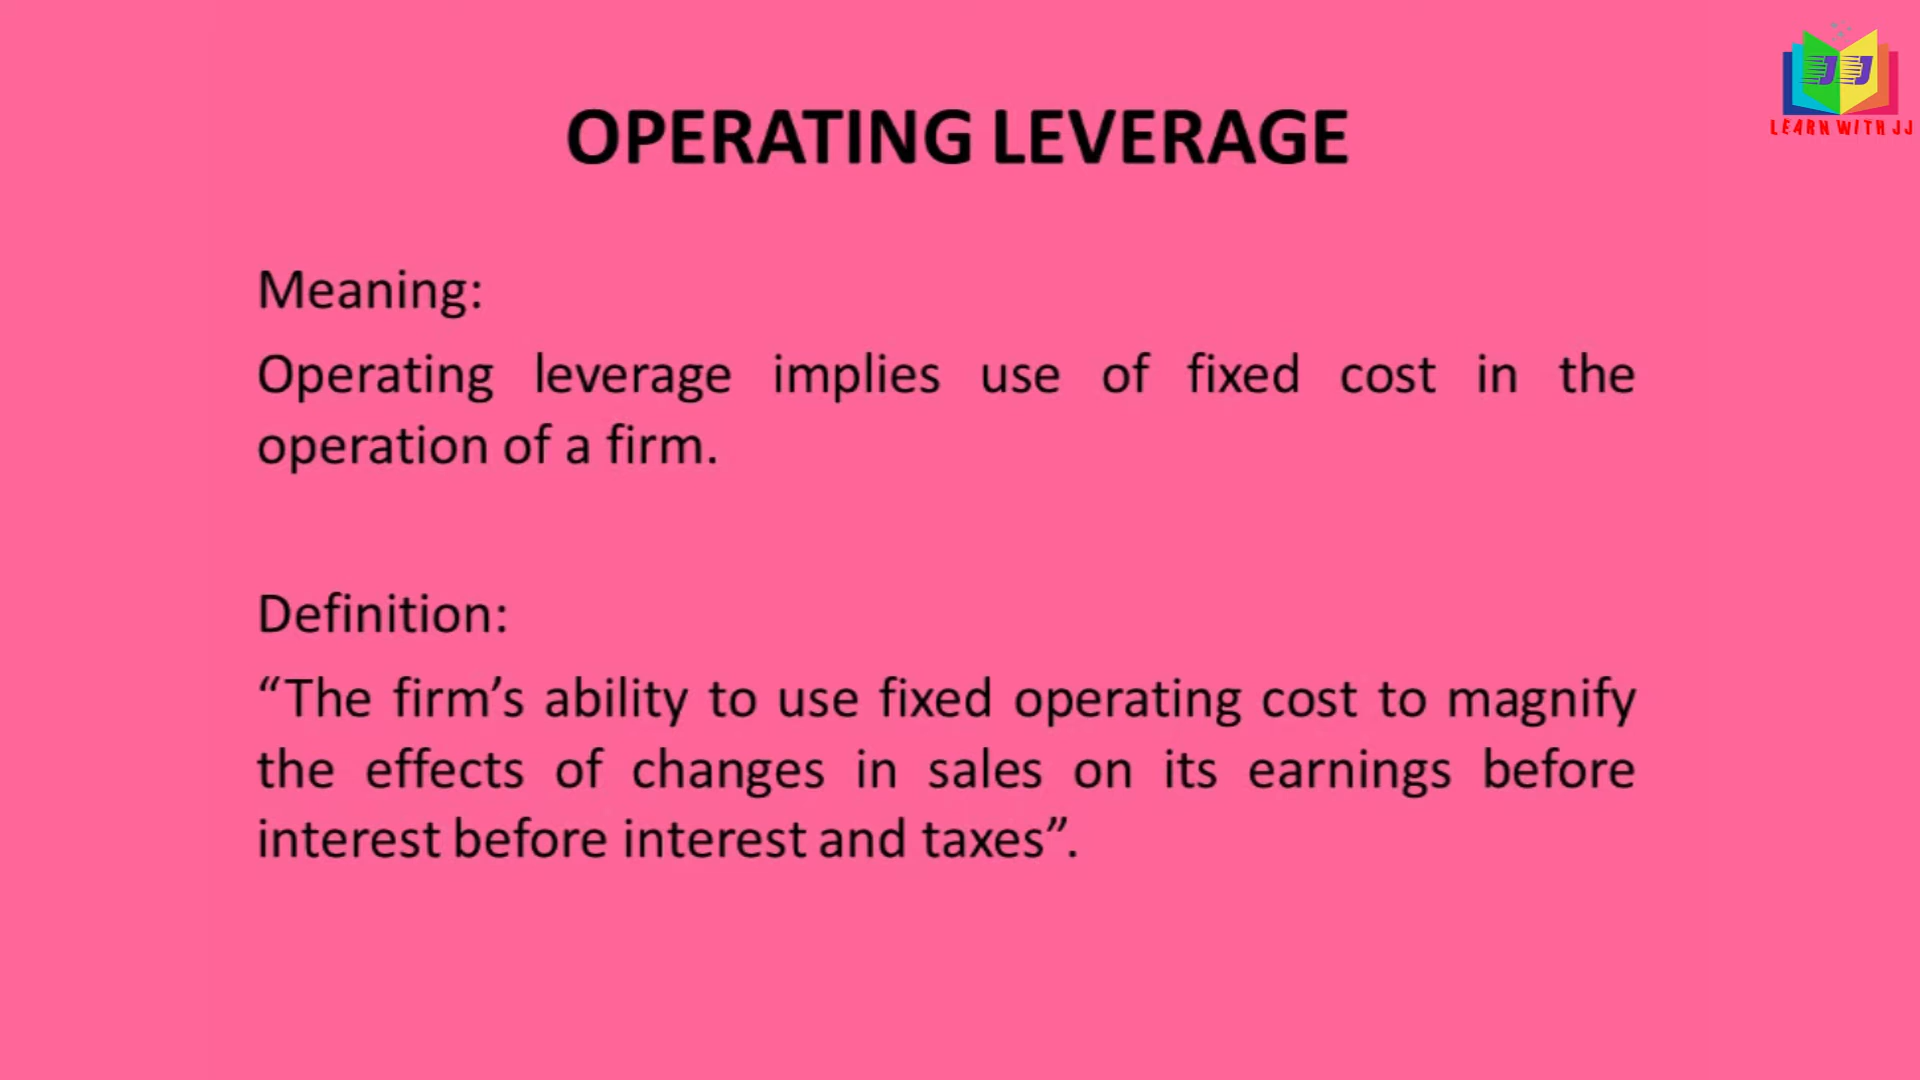 JJ
LEARN WITH JJ
OPERATING LEVERAGE
Meaning:
Operating leverage implies use of fixed cost in the
operation of a firm.
Definition:
“The firm’s ability to use fixed operating cost to magnify
the effects of changes in sales on its earnings before
interest before interest and taxes”.